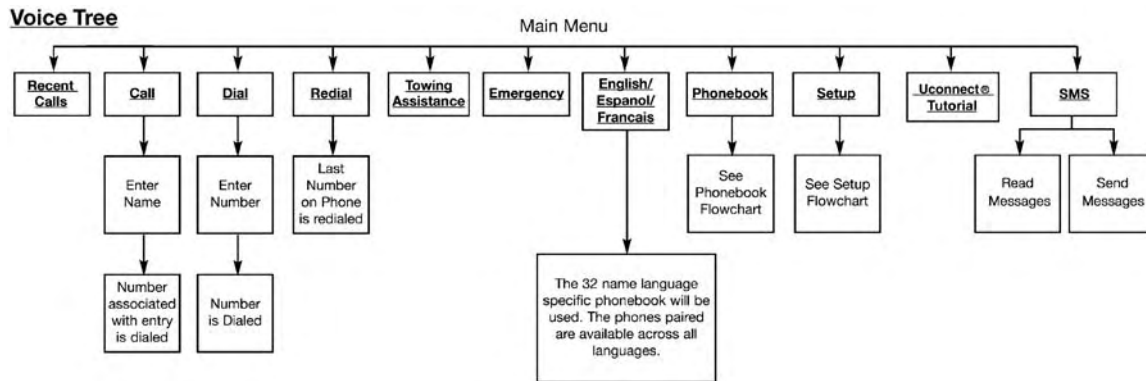 Voice Tree
Main Menu
Recent
Calls
Call
Dial
Redial
Towing
Assistance
Emergency
English/
Espanol/
Francais
Phonebook
Setup
Uconnect®
Tutorial
SMS
Enter
Name
Enter
Number
Last
Number
on Phone
is redialed
See
Phonebook
Flowchart
See Setup
Flowchart
Read
Messages
Send
Messages
Number
associated
with entry
is dialed
Number
is Dialed
The 32 name language
specific phonebook will be
used. The phones paired
are available across all
languages.